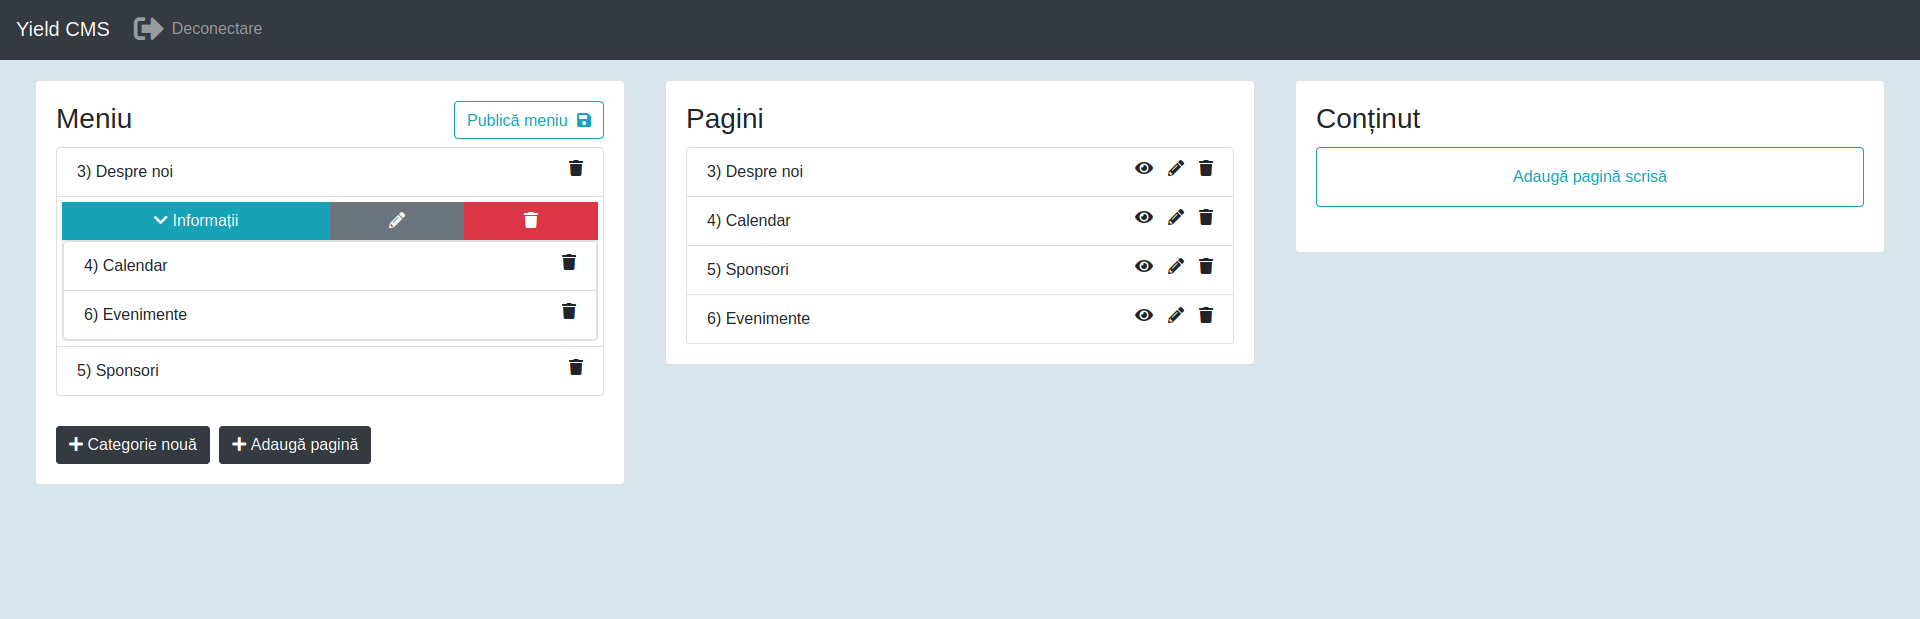 Yield CMS Deconectare
Meniu
Publică meniu
3) Despre noi
Informații
4) Calendar
6) Evenimente
5) Sponsori
Categorie nouă
Adaugă pagină
Pagini
3) Despre noi
4) Calendar
5) Sponsori
6) Evenimente
Conținut
Adaugă pagină scrisă